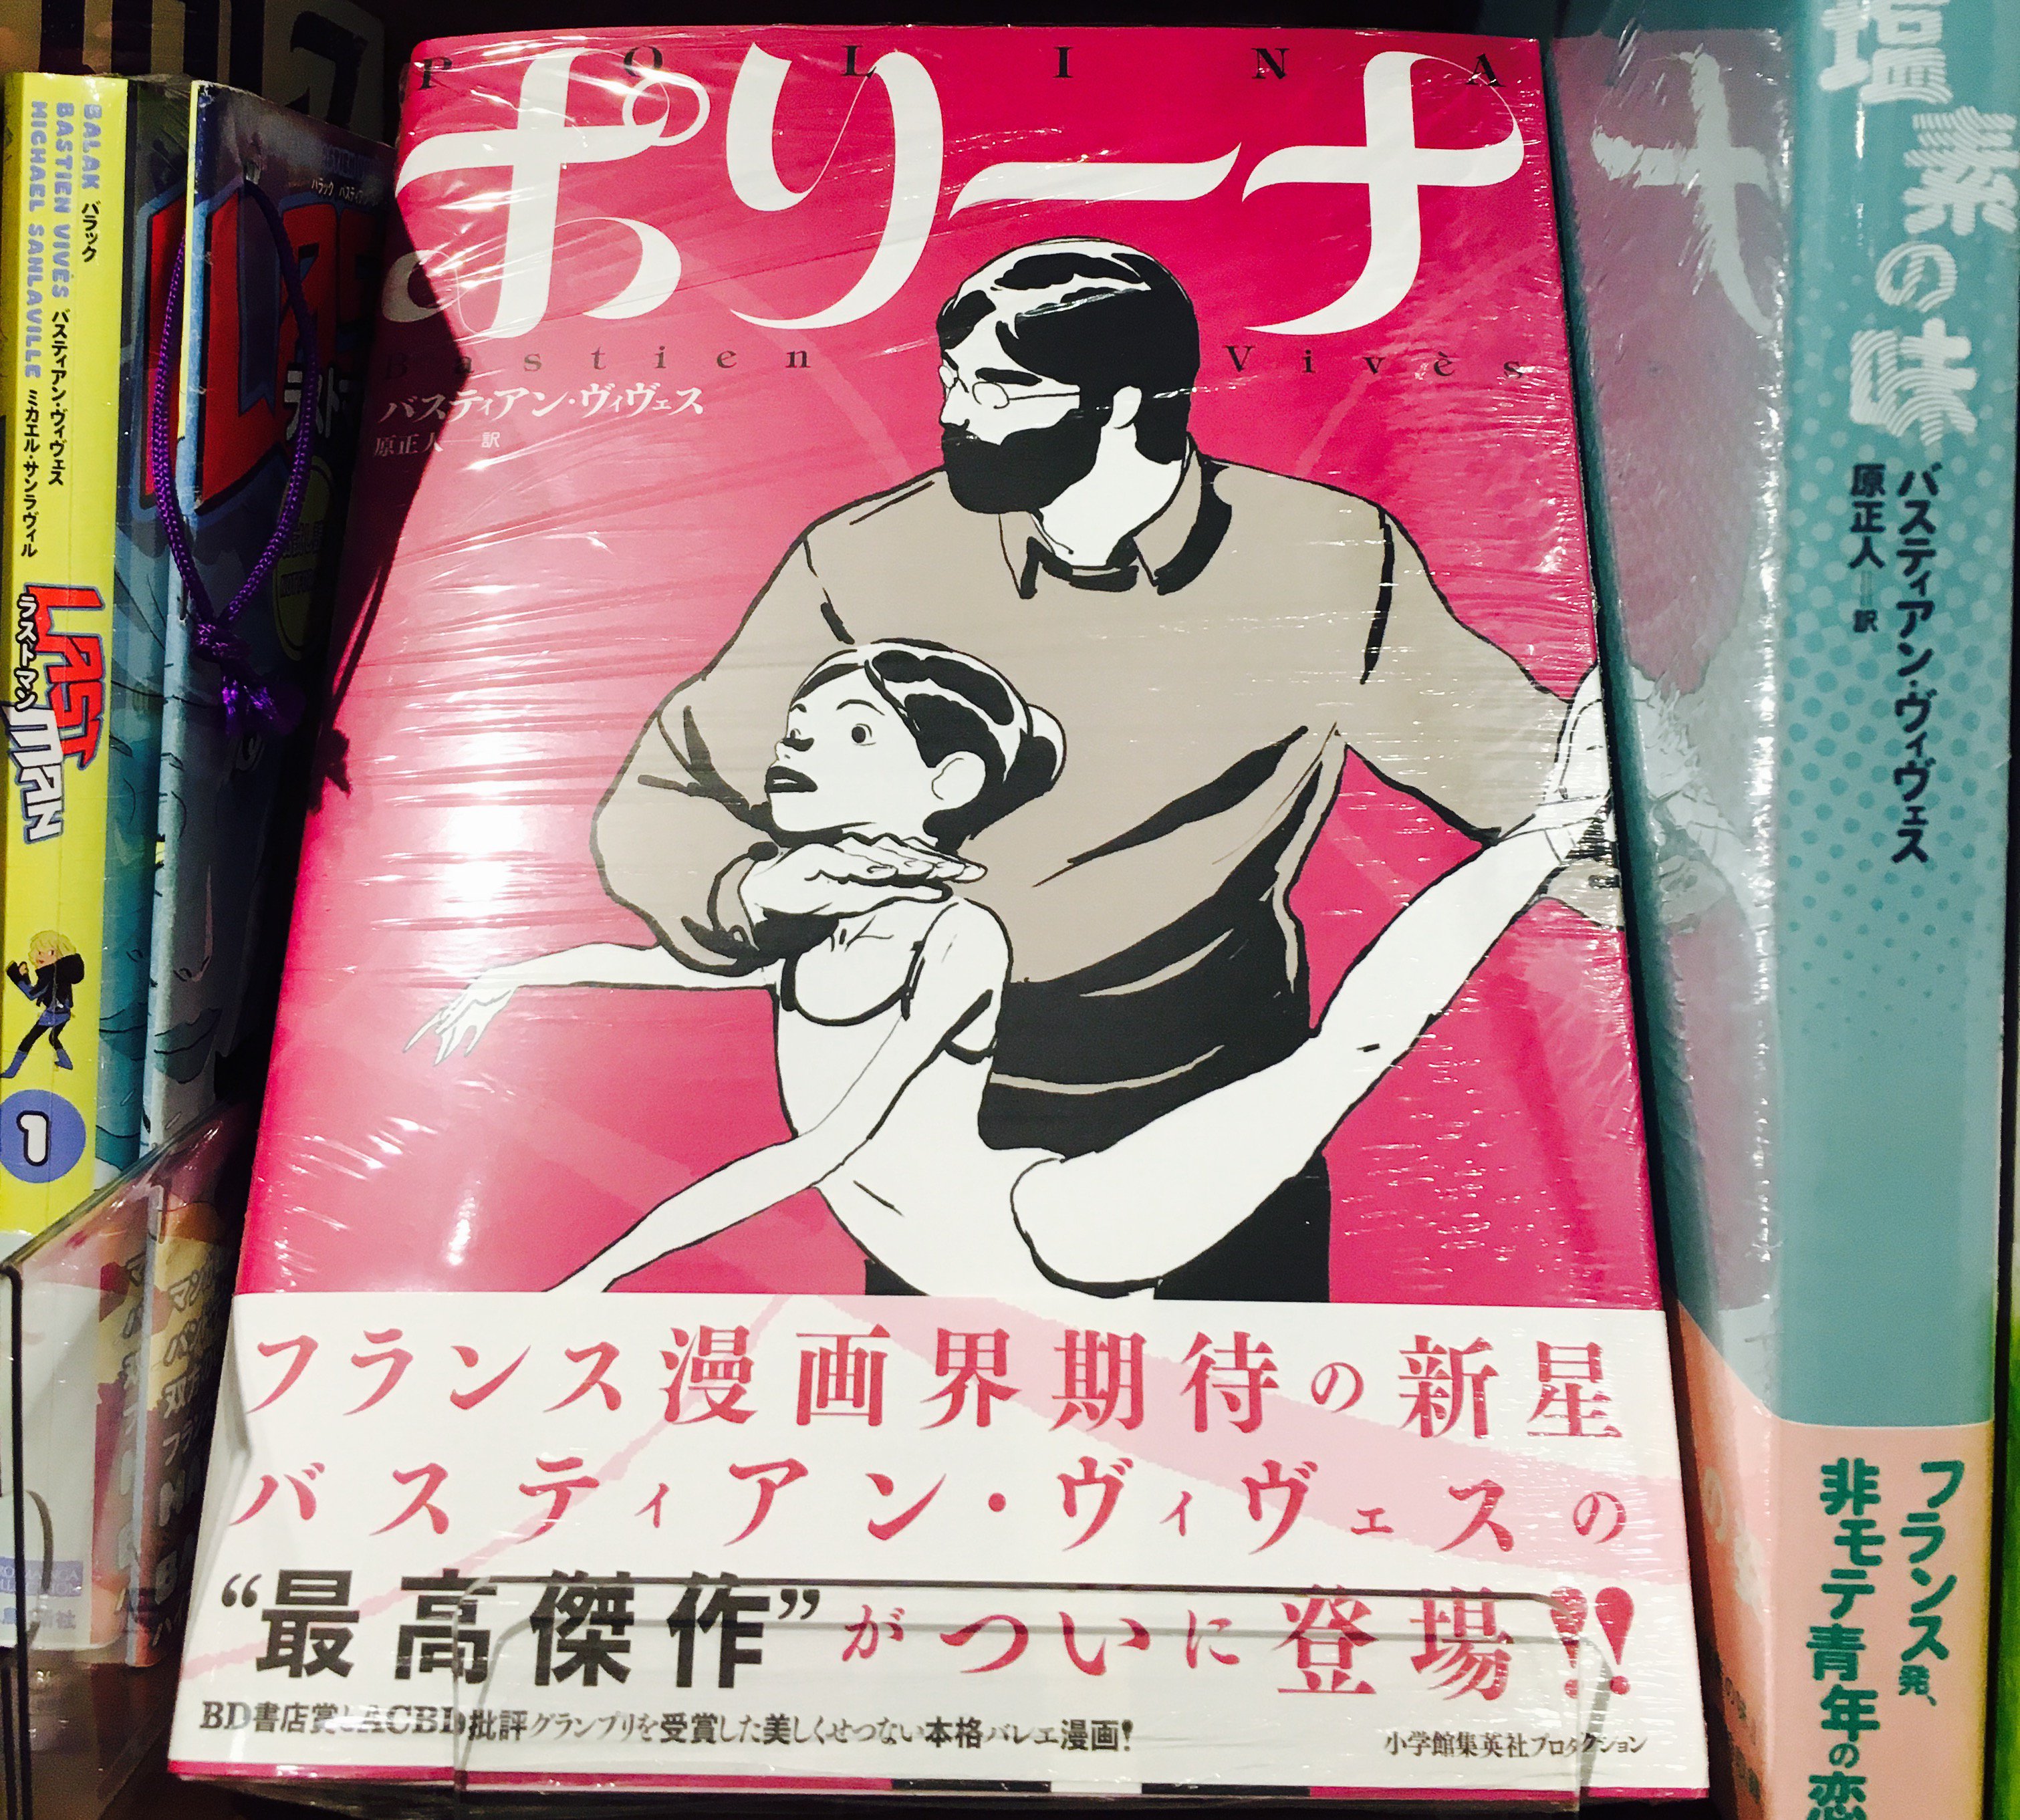 BALAK バラック
BASTIEN VIVÈS バスティアン・ヴィヴェス
MICHAEL SANLAVILLE ミカエル・サンラヴィル
LAST MAN
ラストマン
1
POLINA
ポリーナ
Bastien Vivès
バスティアン・ヴィヴェス
原正人 訳
フランス漫画界期待の新星
バスティアン・ヴィヴェスの
“最高傑作”がついに登場!!
BD書店賞とACBD批評グランプリを受賞した美しくせつない本格バレエ漫画!
小学館集英社プロダクション
塩素の味
バスティアン・ヴィヴェス
原正人=訳
フランス発、
非モテ青年の恋